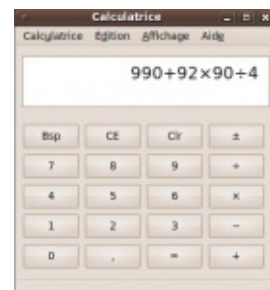 Calculatrice
Calculatrice Edition Affichage Aide
990+92×90÷4
Bsp CE Clr ±
7 8 9 ÷
4 5 6 ×
1 2 3 −
0 . = +